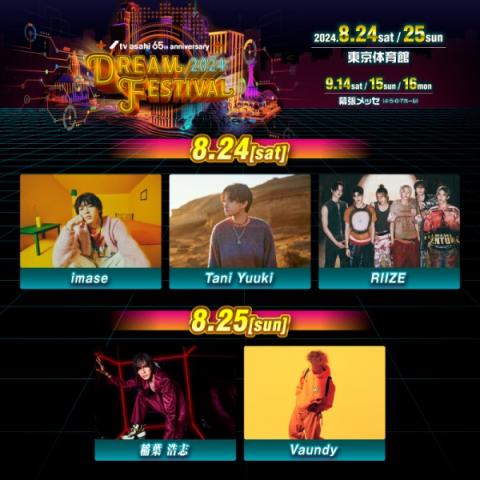 tv asahi 65th anniversary
DREAM 2024
FESTIVAL
2024.8.24sat/25sun
東京体育館
9.14sat/15sun/16mon
幕張メッセ
8.24[sat]
imase
Tani Yuuki
RIIZE
8.25[sun]
稲葉 浩志
Vaundy